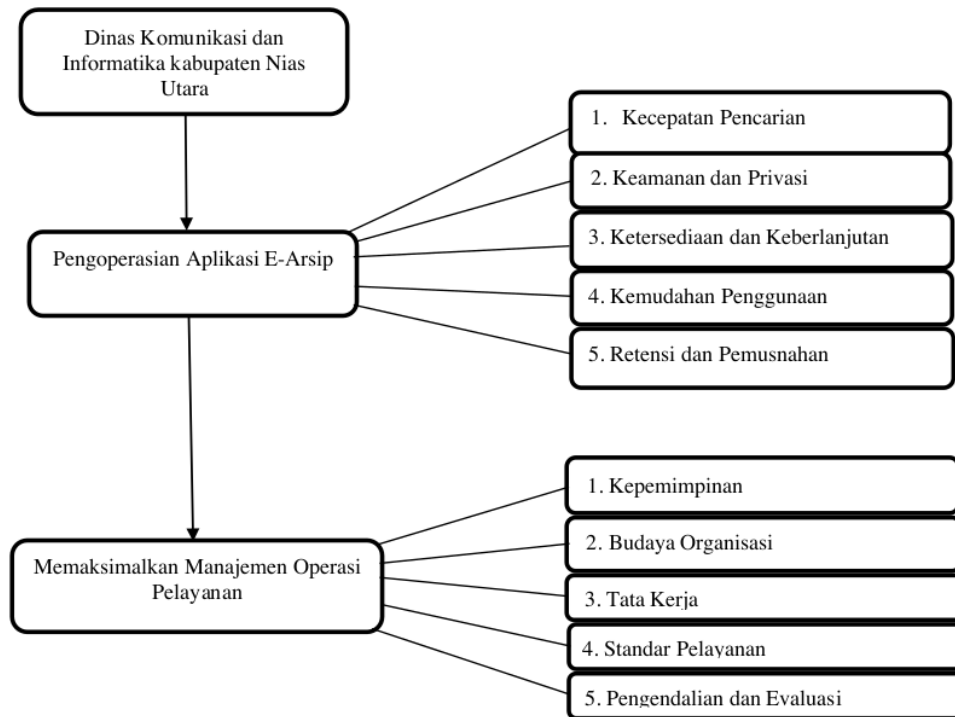 Dinas Komunikasi dan
Informatika kabupaten Nias
Utara
Pengoperasian Aplikasi E-Arsip
1. Kecepatan Pencarian
2. Keamanan dan Privasi
3. Ketersediaan dan Keberlanjutan
4. Kemudahan Penggunaan
5. Retensi dan Pemusnahan
Memaksimalkan Manajemen Operasi
Pelayanan
1. Kepemimpinan
2. Budaya Organisasi
3. Tata Kerja
4. Standar Pelayanan
5. Pengendalian dan Evaluasi